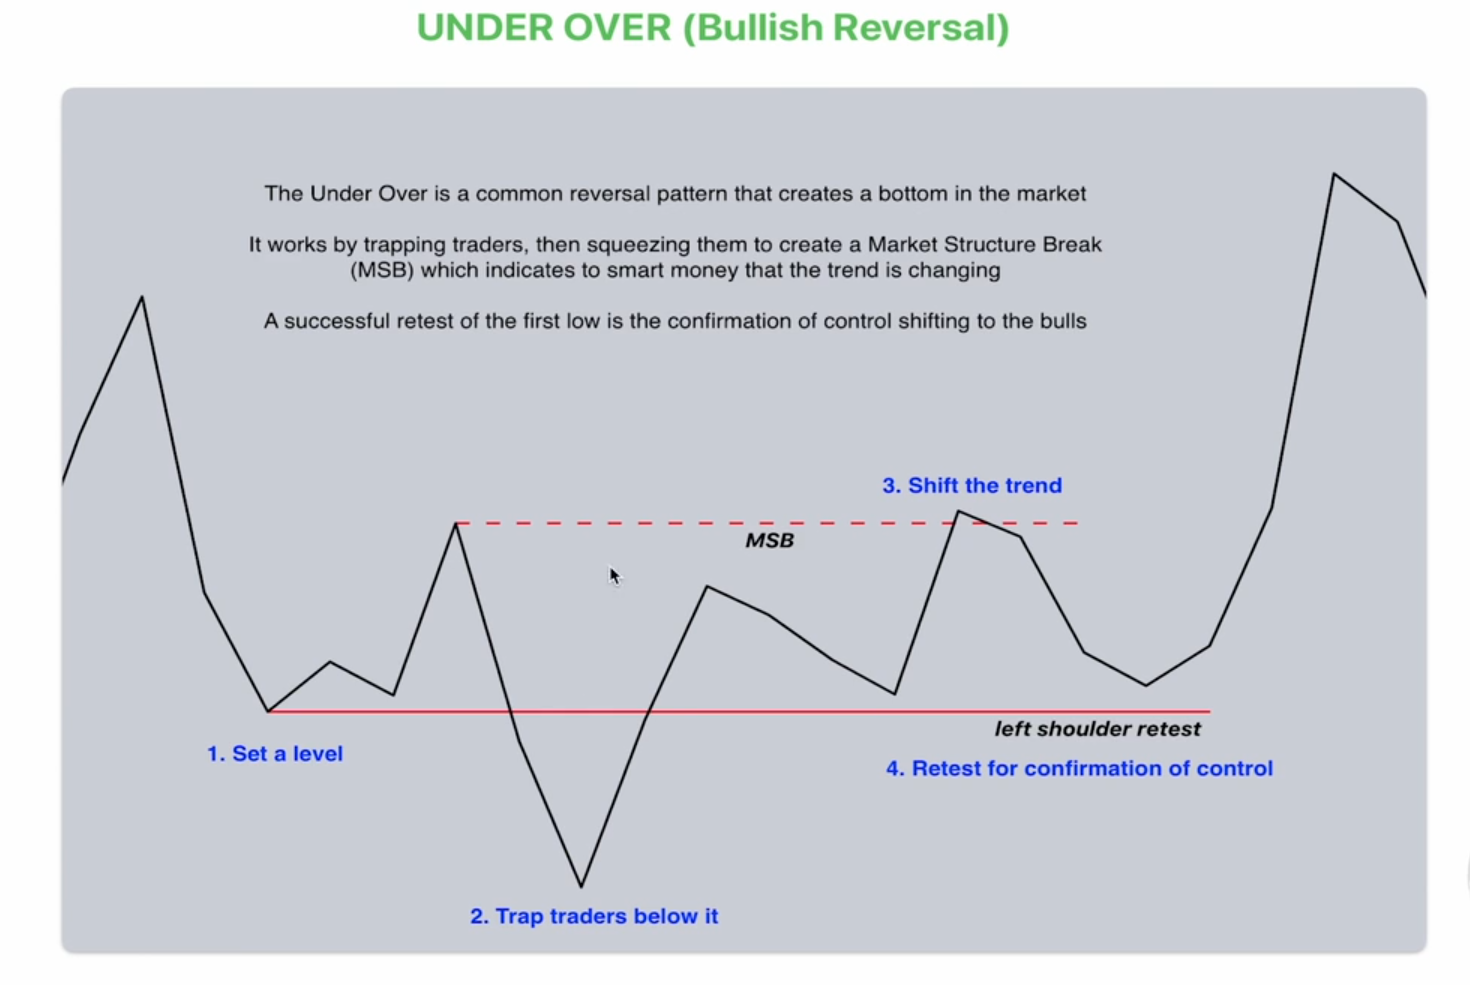 UNDER OVER (Bullish Reversal)
The Under Over is a common reversal pattern that creates a bottom in the market
It works by trapping traders, then squeezing them to create a Market Structure Break
(MSB) which indicates to smart money that the trend is changing
A successful retest of the first low is the confirmation of control shifting to the bulls
3. Shift the trend
MSB
left shoulder retest
1. Set a level
4. Retest for confirmation of control
2. Trap traders below it